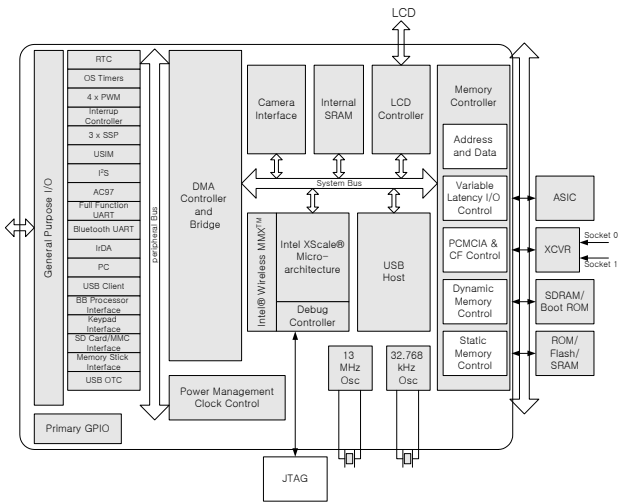 LCD
General Purpose I/O
RTC
OS Timers
4 x PWM
Interrup
Controller
3 x SSP
USIM
I²S
AC97
Full Function
UART
Bluetooth UART
IrDA
PC
USB Client
BB Processor
Interface
Keypad
Interface
SD Card/MMC
Interface
Memory Stick
Interface
USB OTC
Primary GPIO
peripheral Bus
DMA
Controller
and
Bridge
Power Management
Clock Control
Camera
Interface
Internal
SRAM
LCD
Controller
System Bus
Intel® Wireless MMX™
Intel XScale®
Micro-
architecture
Debug
Controller
USB
Host
13
MHz
Osc
32.768
kHz
Osc
JTAG
Memory
Controller
Address
and Data
Variable
Latency I/O
Control
PCMCIA &
CF Control
Dynamic
Memory
Control
Static
Memory
Control
ASIC
XCVR
Socket 0
Socket 1
SDRAM/
Boot ROM
ROM/
Flash/
SRAM